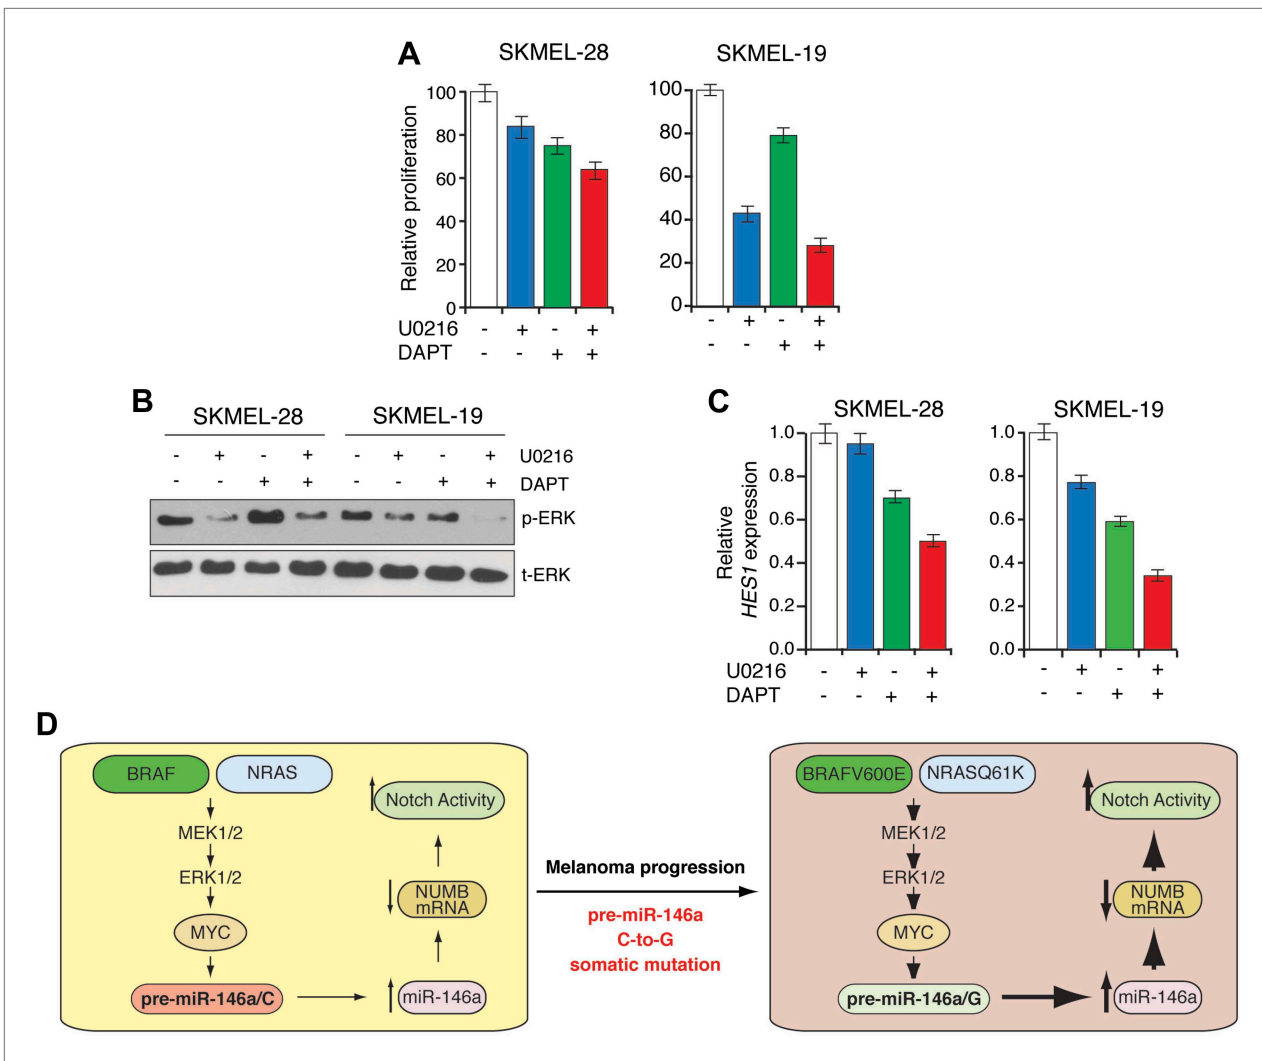 A
SKMEL-28
SKMEL-19
Relative proliferation
100
80
60
40
20
0
100
80
60
40
20
0
U0216 - + - +
DAPT - - + +
- + - +
- - + +
B
SKMEL-28 SKMEL-19
- + - + - + - + U0216
- - + + - - + + DAPT
p-ERK
t-ERK
C
SKMEL-28
SKMEL-19
Relative
HES1 expression
1.0
0.8
0.6
0.4
0.2
0.0
1.0
0.8
0.6
0.4
0.2
0.0
U0216 - + - +
DAPT - - + +
- + - +
- - + +
D
BRAF
NRAS
MEK1/2
ERK1/2
MYC
pre-miR-146a/C
miR-146a
NUMB
mRNA
Notch Activity
Melanoma progression
pre-miR-146a
C-to-G
somatic mutation
BRAFV600E
NRASQ61K
MEK1/2
ERK1/2
MYC
pre-miR-146a/G
miR-146a
NUMB
mRNA
Notch Activity